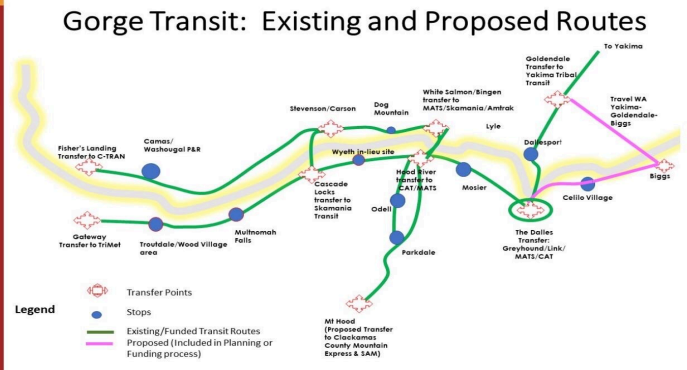 Gorge Transit: Existing and Proposed Routes
To Yakima
Goldendale
Transfer to
Yakima Tribal
Transit
Travel WA
Yakima-
Goldendale-
Biggs
White Salmon/Bingen
transfer to
MATS/Skamania/Amtrak
Stevenson/Carson
Dog
Mountain
Lyle
Fisher's Landing
Transfer to C-TRAN
Camas/
Washougal P&R
Wyeth in-lieu site
Dallesport
Hood River
transfer to
CAT/MATS
Biggs
Cascade
Locks
transfer to
Skamania
Transit
Mosier
Celilo Village
Odell
Gateway
Transfer to TriMet
Troutdale/Wood Village
area
Multnomah
Falls
The Dalles
Transfer:
Greyhound/Link/
MATS/CAT
Parkdale
Mt Hood
(Proposed Transfer
to Clackamas
County Mountain
Express & SAM)
Legend
Transfer Points
Stops
Existing/Funded Transit Routes
Proposed (Included in Planning or
Funding process)